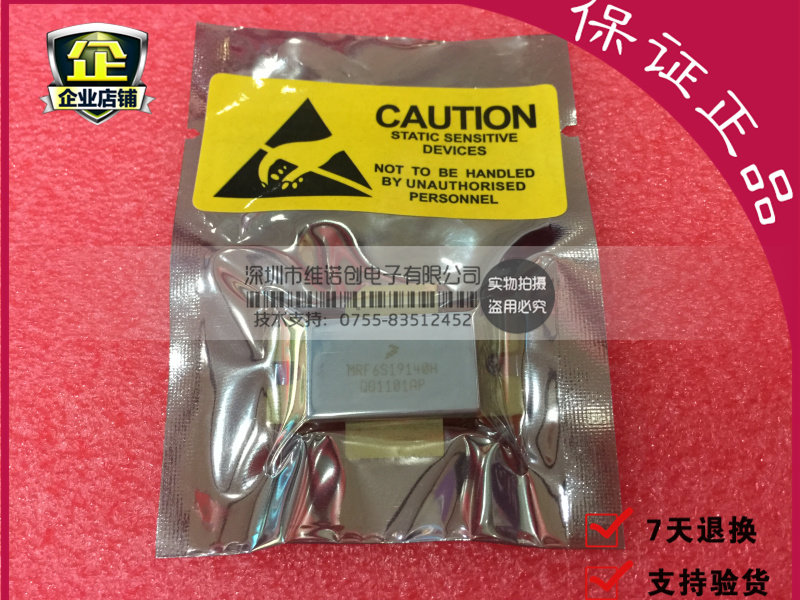 企
企业店铺
保证正品
CAUTION
STATIC SENSITIVE
DEVICES
NOT TO BE HANDLED
BY UNAUTHORISED
PERSONNEL
深圳市维诺创电子有限公司
技术支持：0755-83512452
实物拍摄
盗用必究
MRF6S19140H
QQ1101AP
7天退换
支持验货